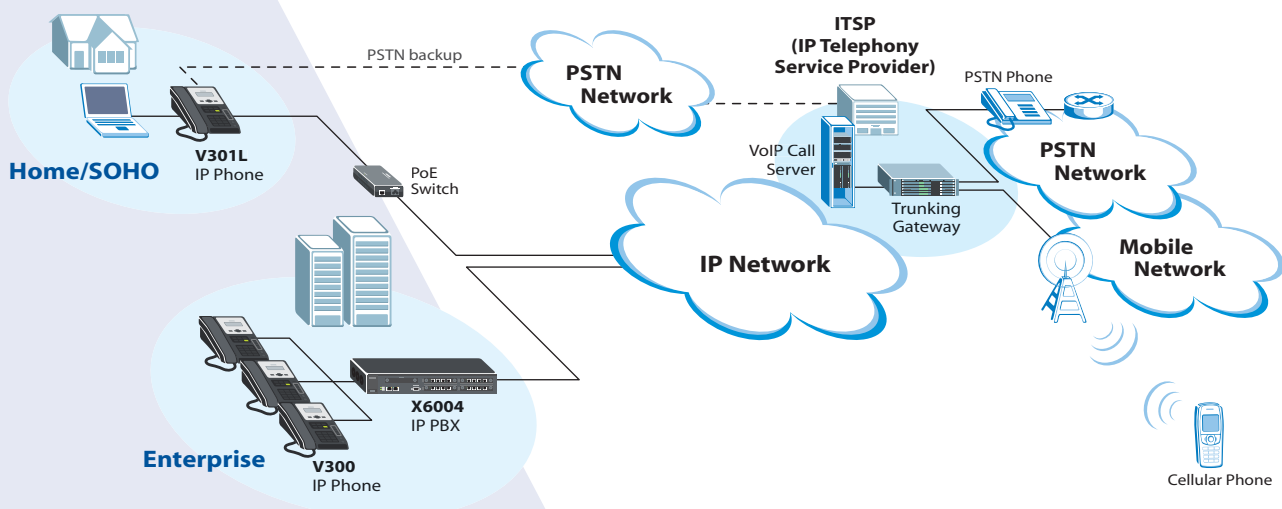 ITSP
(IP Telephony
Service Provider)
PSTN backup
PSTN
Network
PSTN Phone
V301L
IP Phone
Home/SOHO
PoE
Switch
VoIP Call
Server
Trunking
Gateway
PSTN
Network
IP Network
Mobile
Network
X6004
IP PBX
Enterprise
V300
IP Phone
Cellular Phone